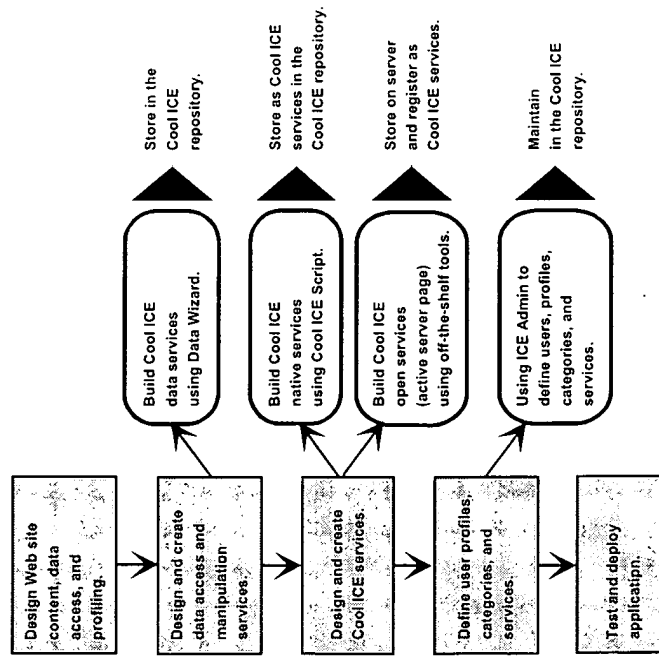 Design Web site
content, data
access, and
profiling.
Design and create
data access and
manipulation
services.
Build Cool ICE
data services
using Data Wizard.
Store in the
Cool ICE
repository.
Design and create
Cool ICE services.
Build Cool ICE
native services
using Cool ICE Script.
Store as Cool ICE
services in the
Cool ICE repository.
Build Cool ICE
open services
(active server page)
using off-the-shelf tools.
Store on server
and register as
Cool ICE services.
Define user profiles,
categories, and
services.
Using ICE Admin to
define users, profiles,
categories, and
services.
Maintain
in the Cool ICE
repository.
Test and deploy
application.